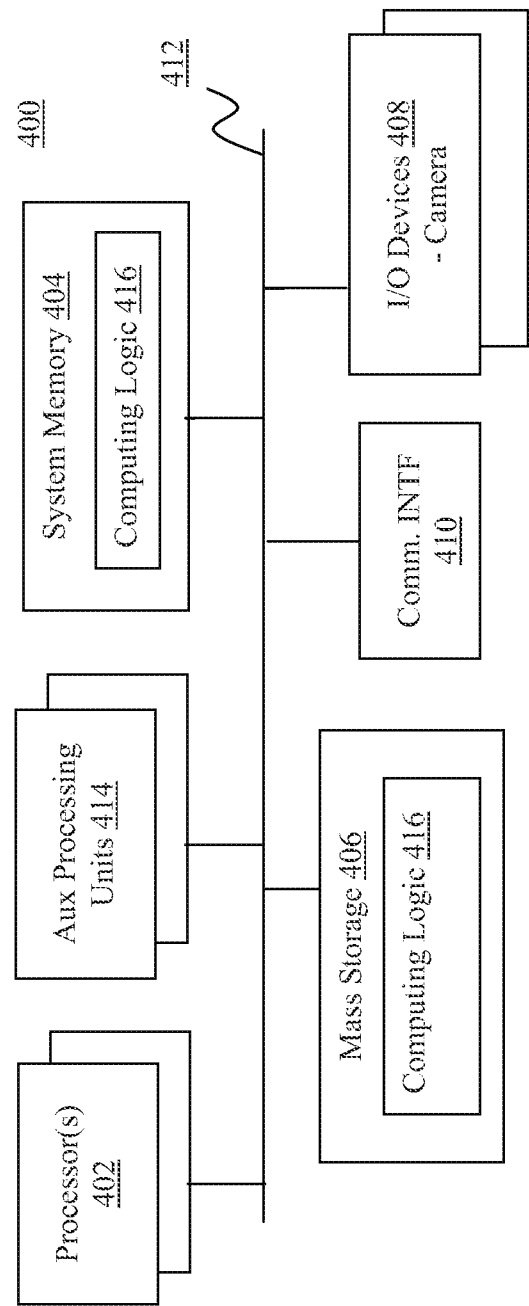 400
412
Processor(s)
402
Aux Processing
Units 414
System Memory 404
Computing Logic 416
Mass Storage 406
Computing Logic 416
Comm. INTF
410
I/O Devices 408
- Camera